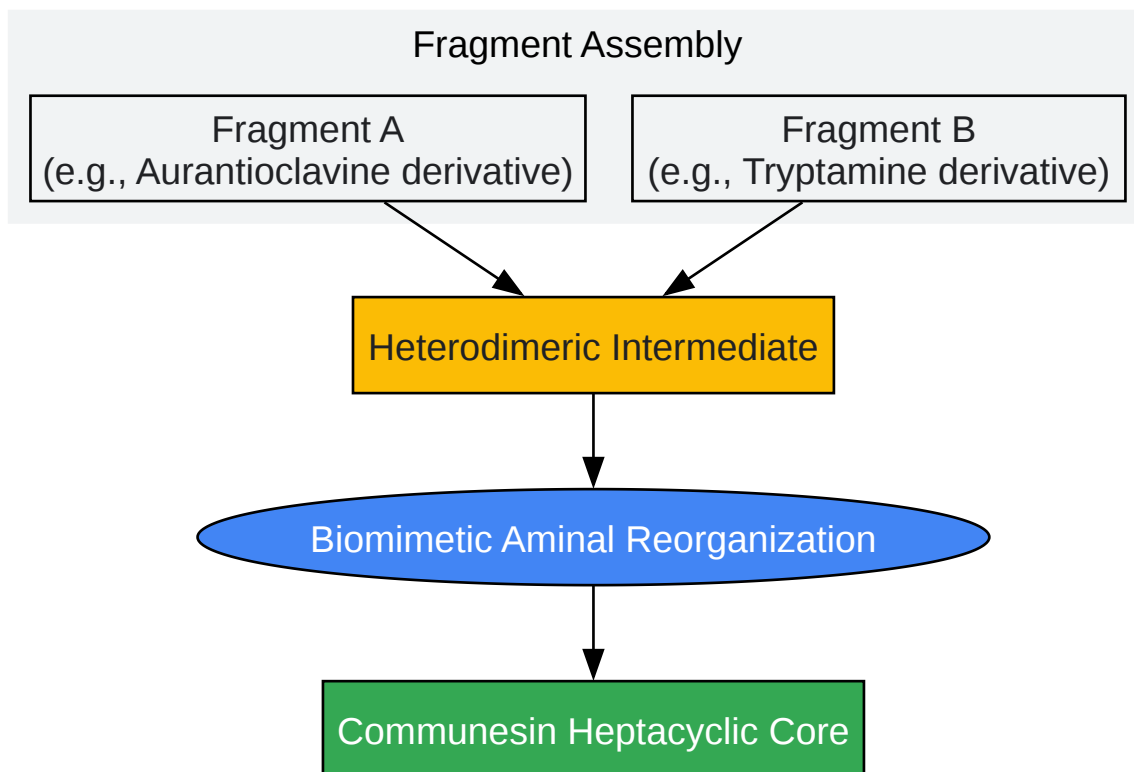 Fragment Assembly
Fragment A
(e.g., Aurantioclavine derivative)
Fragment B
(e.g., Tryptamine derivative)
Heterodimeric Intermediate
Biomimetic Aminal Reorganization
Communesin Heptacyclic Core